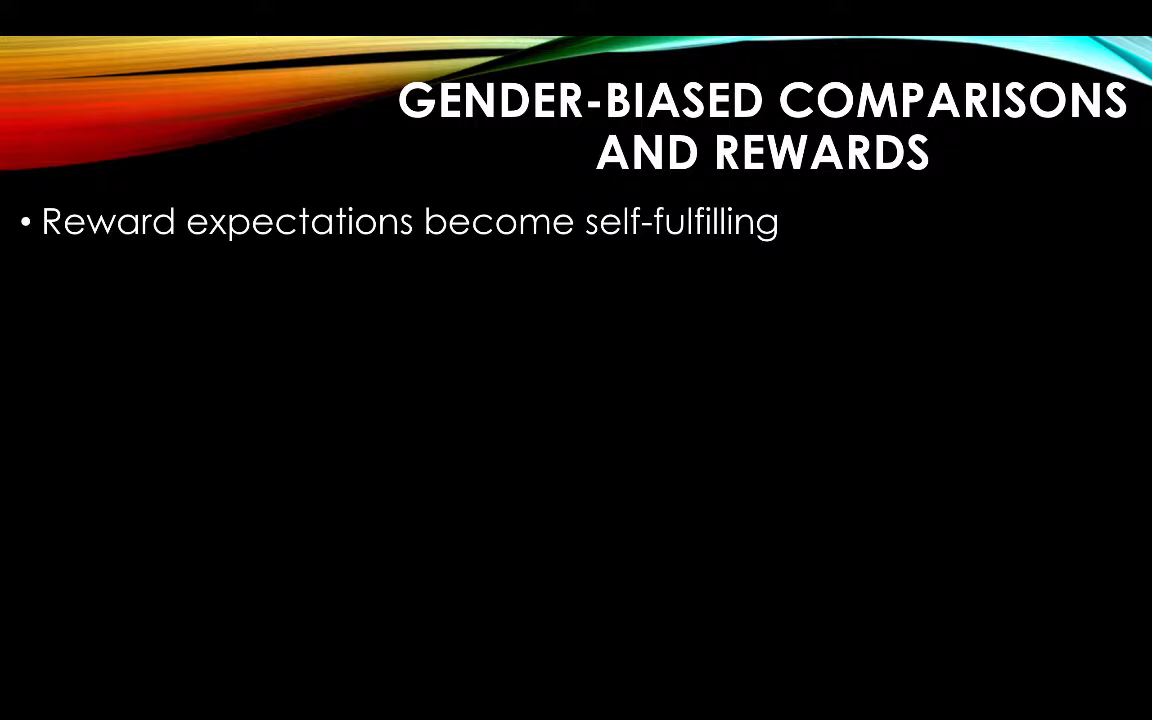 GENDER-BIASED COMPARISONS
AND REWARDS
• Reward expectations become self-fulfilling